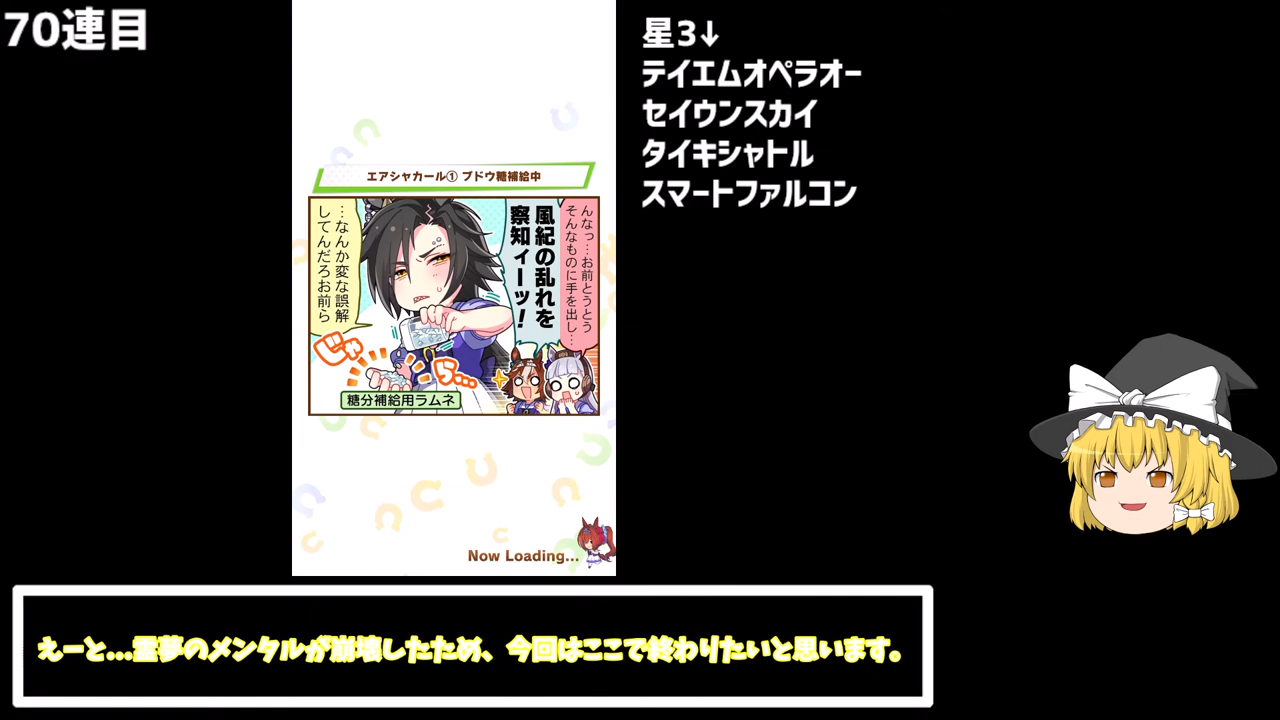 70連目
星3↓
テイエムオペラオー
セイウンスカイ
タイキシャトル
スマートファルコン
エアシャカール① ブドウ糖補給中
んなっ…お前とうとう
そんなものに手を出し…
風紀の乱れを
察知ィーッ!
…なんか変な誤解
してんだろお前ら
じゃ
ら…
糖分補給用ラムネ
Now Loading...
えーと...霊夢のメンタルが崩壊したため、今回はここで終わりたいと思います。